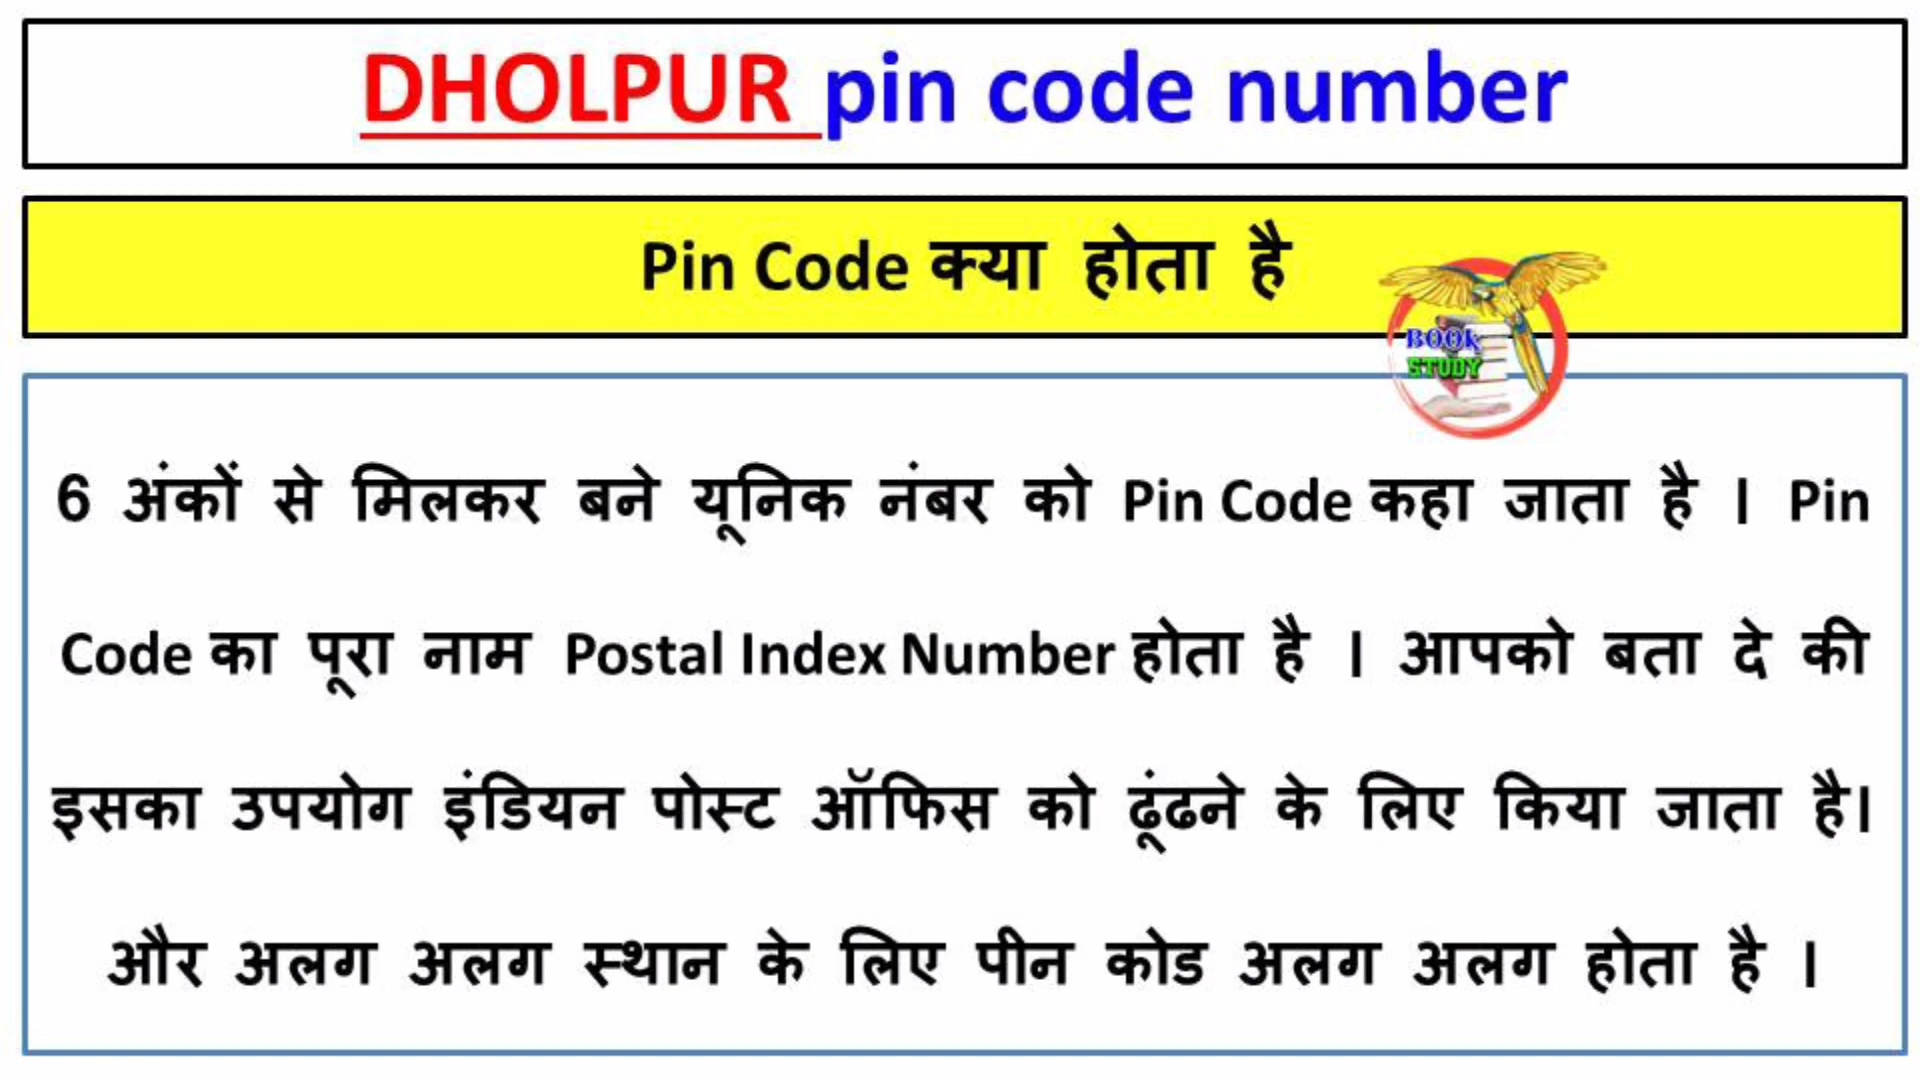 DHOLPUR pin code number
Pin Code क्या होता है
BOOK
STUDY
6 अंकों से मिलकर बने यूनिक नंबर को Pin Code कहा जाता है । Pin
Code का पूरा नाम Postal Index Number होता है । आपको बता दे की
इसका उपयोग इंडियन पोस्ट ऑफिस को ढूंढने के लिए किया जाता है।
और अलग अलग स्थान के लिए पीन कोड अलग अलग होता है ।